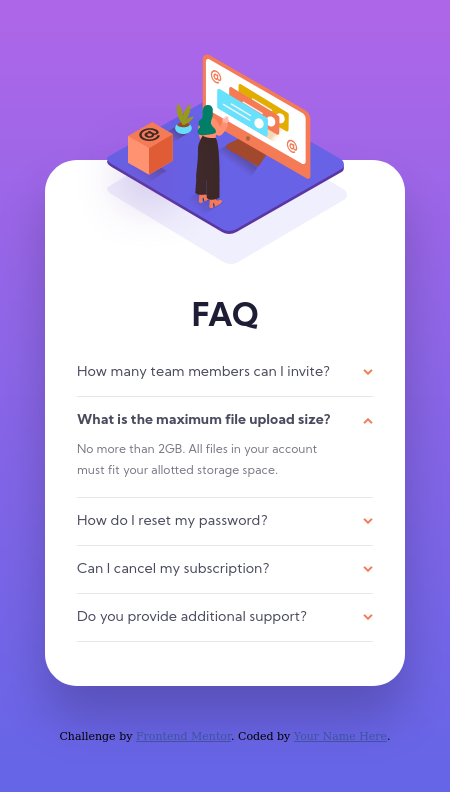 FAQ
How many team members can I invite?
What is the maximum file upload size?
No more than 2GB. All files in your account
must fit your allotted storage space.
How do I reset my password?
Can I cancel my subscription?
Do you provide additional support?
Challenge by Frontend Mentor. Coded by Your Name Here.